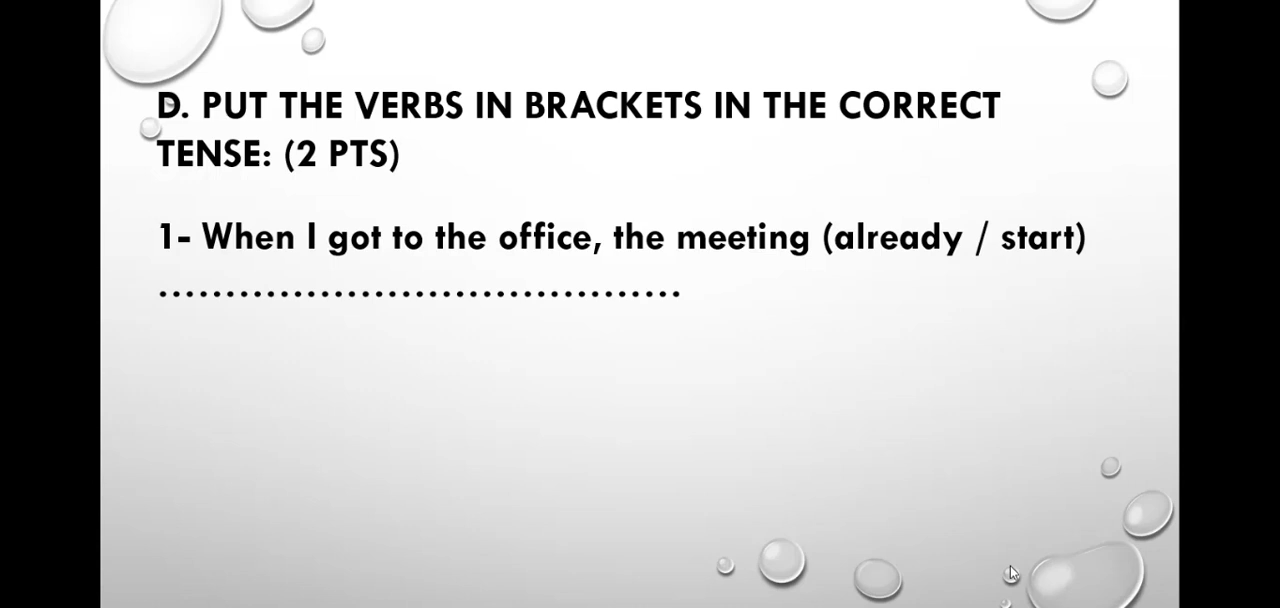 D. PUT THE VERBS IN BRACKETS IN THE CORRECT
TENSE: (2 PTS)
1- When I got to the office, the meeting (already / start)
.......................................